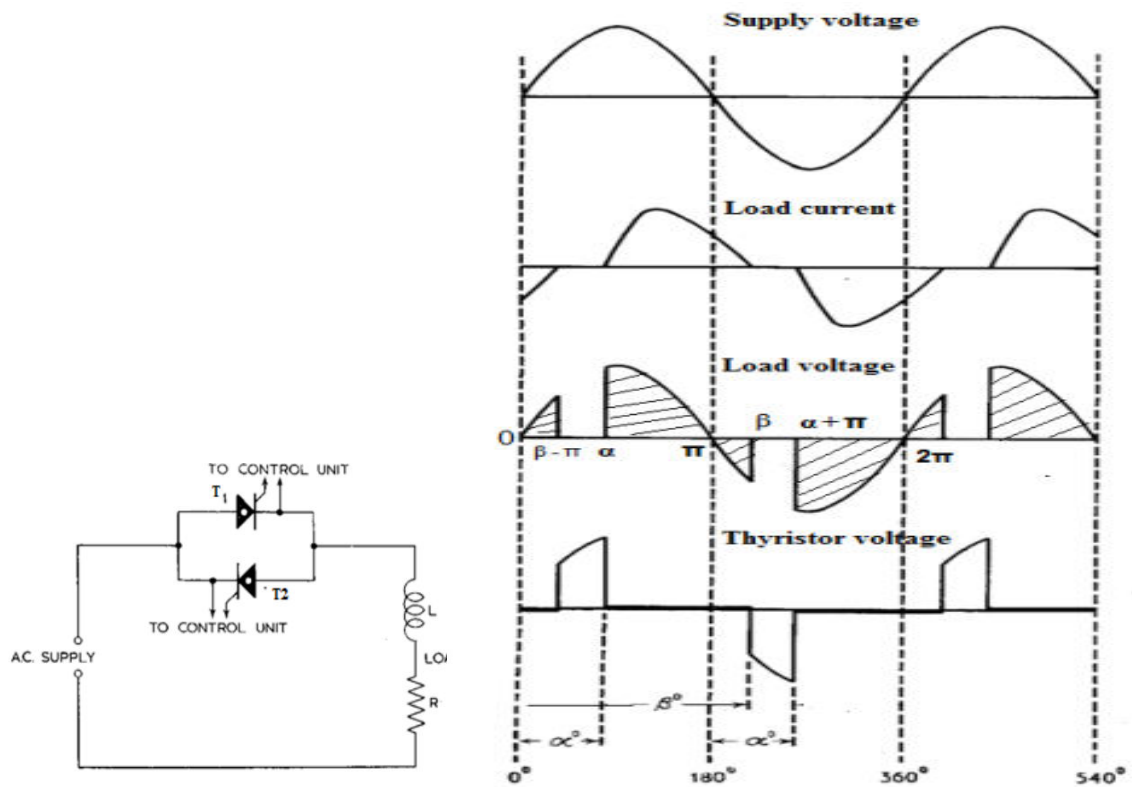 Supply voltage
Load current
Load voltage
O
β - π
α
π
β
α + π
2π
Thyristor voltage
β°
α°
α°
0°
180°
360°
540°
TO CONTROL UNIT
T1
T2
TO CONTROL UNIT
A.C. SUPPLY
L
LOA
R